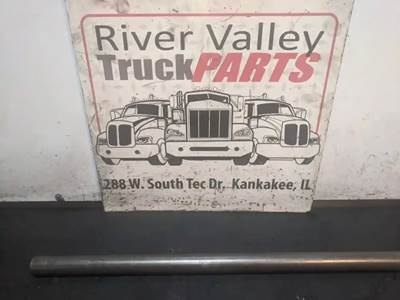 River Valley
TruckPARTS
288 W. South Tec Dr, Kankakee, IL